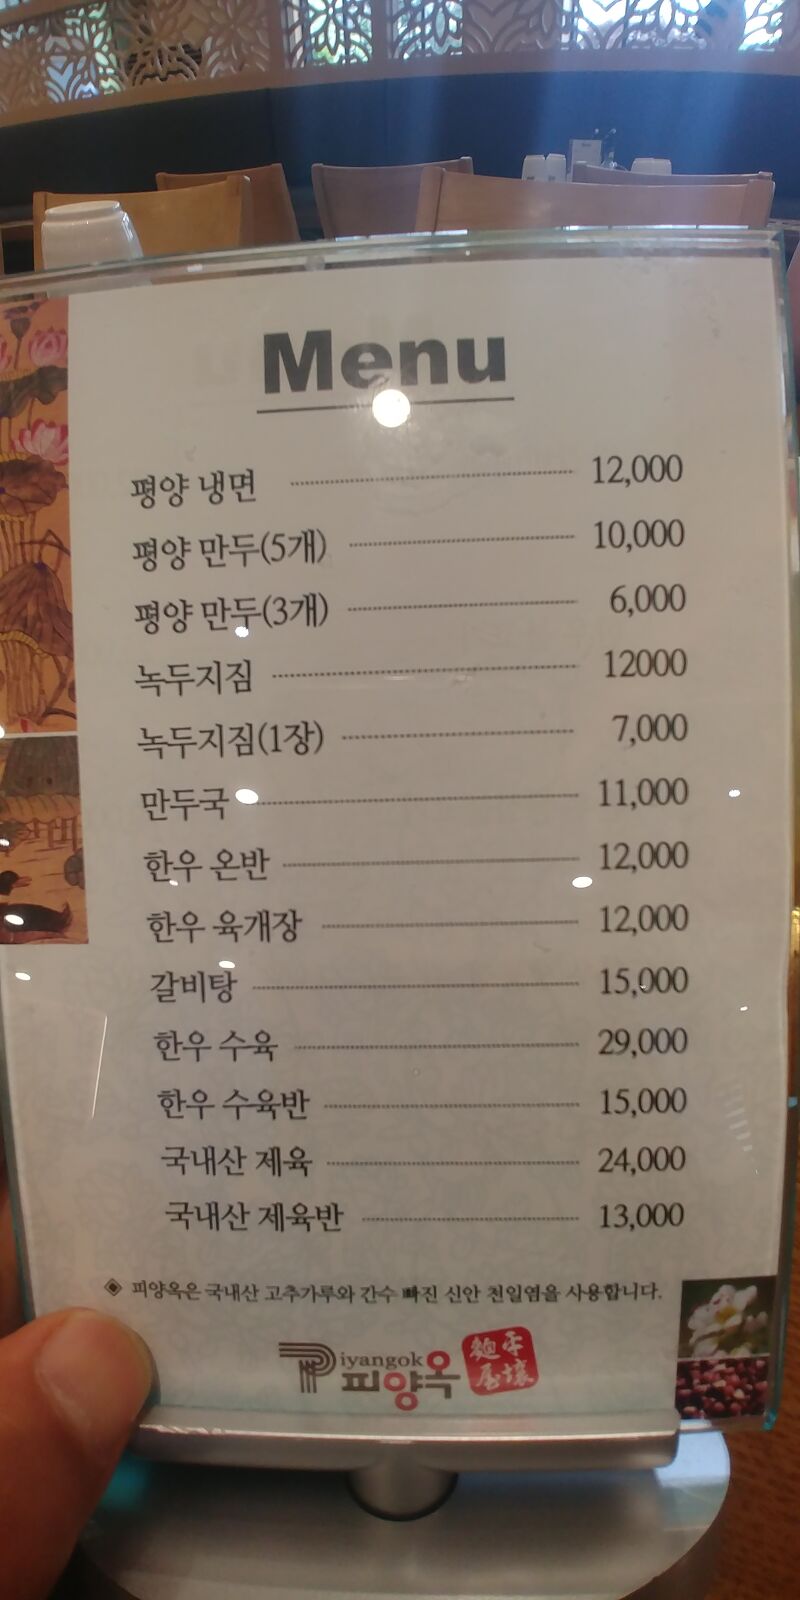 Menu
평양 냉면 12,000
평양 만두(5개) 10,000
평양 만두(3개) 6,000
녹두지짐 12000
녹두지짐(1장) 7,000
만두국 11,000
한우 온반 12,000
한우 육개장 12,000
갈비탕 15,000
한우 수육 29,000
한우 수육반 15,000
국내산 제육 24,000
국내산 제육반 13,000
◈ 피양옥은 국내산 고추가루와 간수 빠진 신안 천일염을 사용합니다.
Piyangok
피양옥
平壤
麵屋